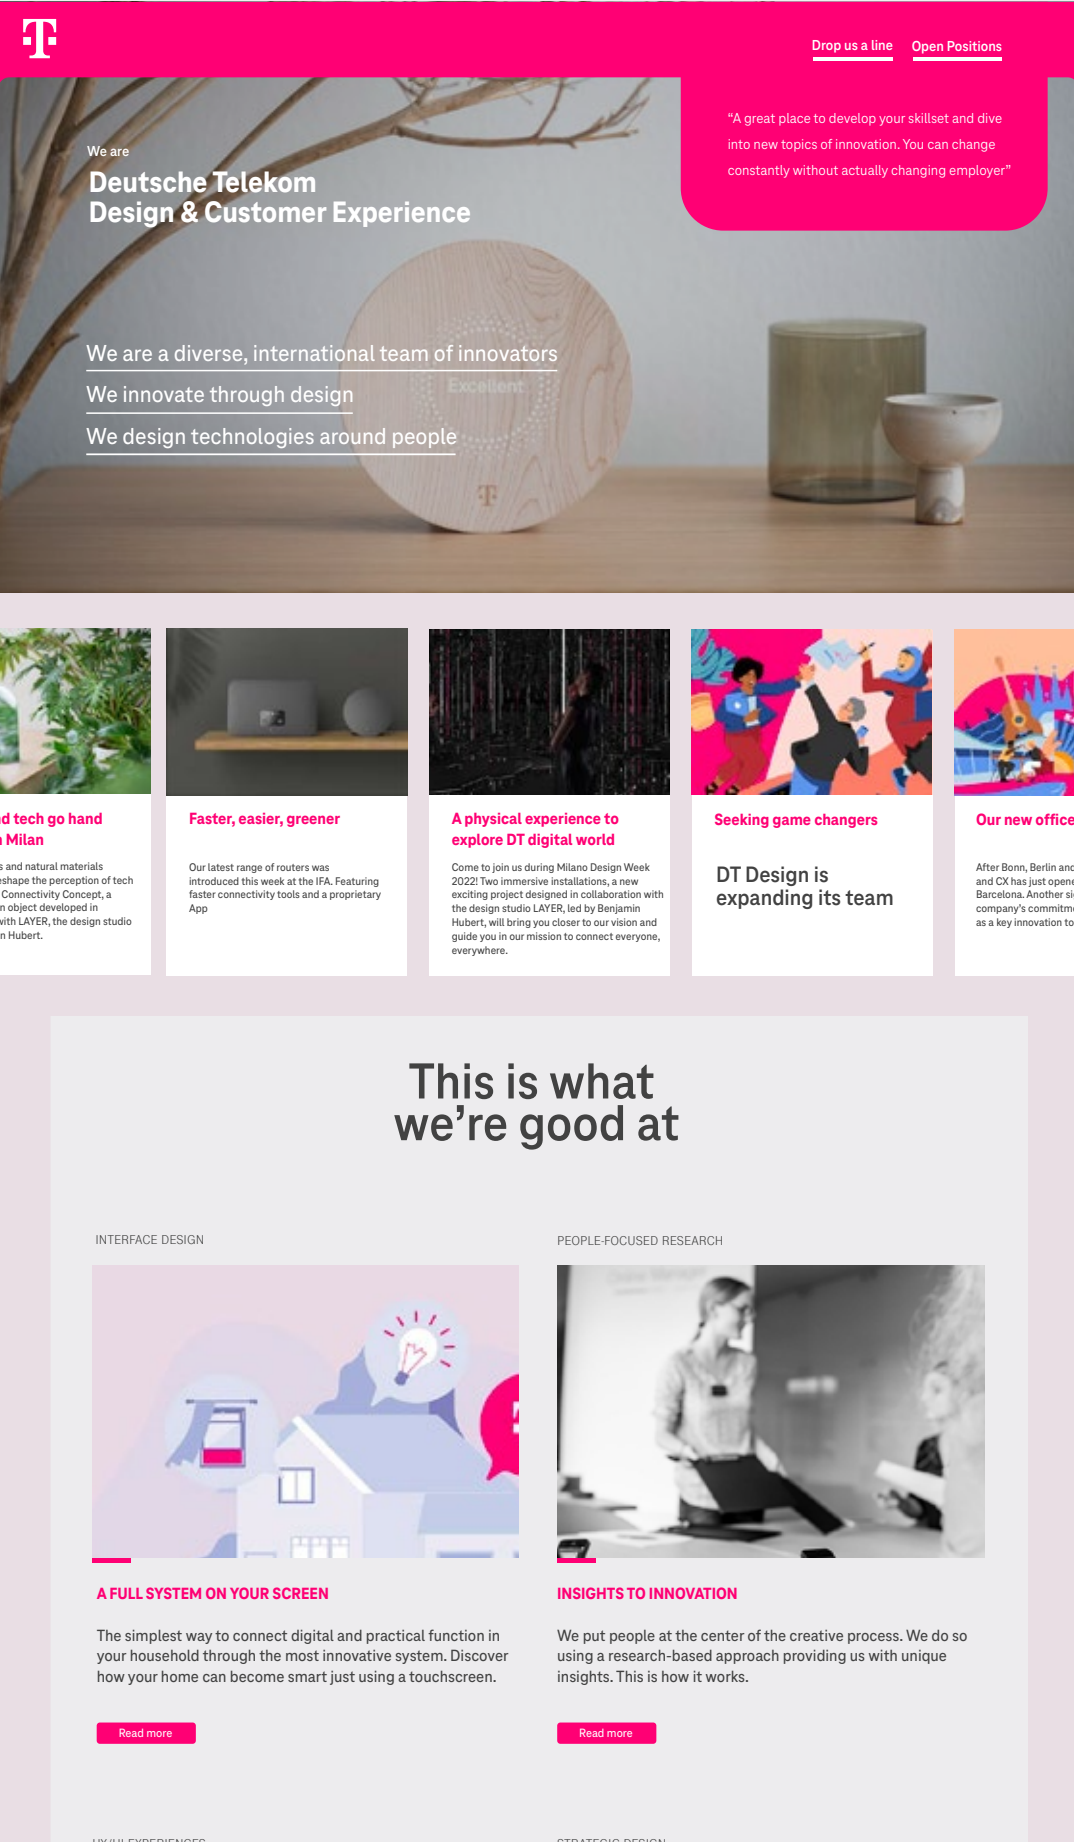 Drop us a line
Open Positions
“A great place to develop your skillset and dive
into new topics of innovation. You can change
constantly without actually changing employer”
We are
Deutsche Telekom
Design & Customer Experience
We are a diverse, international team of innovators
Excellent
We innovate through design
We design technologies around people
d tech go hand
Milan
s and natural materials
eshape the perception of tech
Connectivity Concept, a
n object developed in
with LAYER, the design studio
n Hubert.
Faster, easier, greener
Our latest range of routers was
introduced this week at the IFA. Featuring
faster connectivity tools and a proprietary
App
A physical experience to
explore DT digital world
Come to join us during Milano Design Week
2022! Two immersive installations, a new
exciting project designed in collaboration with
the design studio LAYER, led by Benjamin
Hubert, will bring you closer to our vision and
guide you in our mission to connect everyone,
everywhere.
Seeking game changers
DT Design is
expanding its team
Our new office
After Bonn, Berlin and
and CX has just opene
Barcelona. Another si
company's commitme
as a key innovation to
This is what
we’re good at
INTERFACE DESIGN
PEOPLE-FOCUSED RESEARCH
A FULL SYSTEM ON YOUR SCREEN
The simplest way to connect digital and practical function in
your household through the most innovative system. Discover
how your home can become smart just using a touchscreen.
Read more
INSIGHTS TO INNOVATION
We put people at the center of the creative process. We do so
using a research-based approach providing us with unique
insights. This is how it works.
Read more
UX/UI EXPERIENCES
STRATEGIC DESIGN